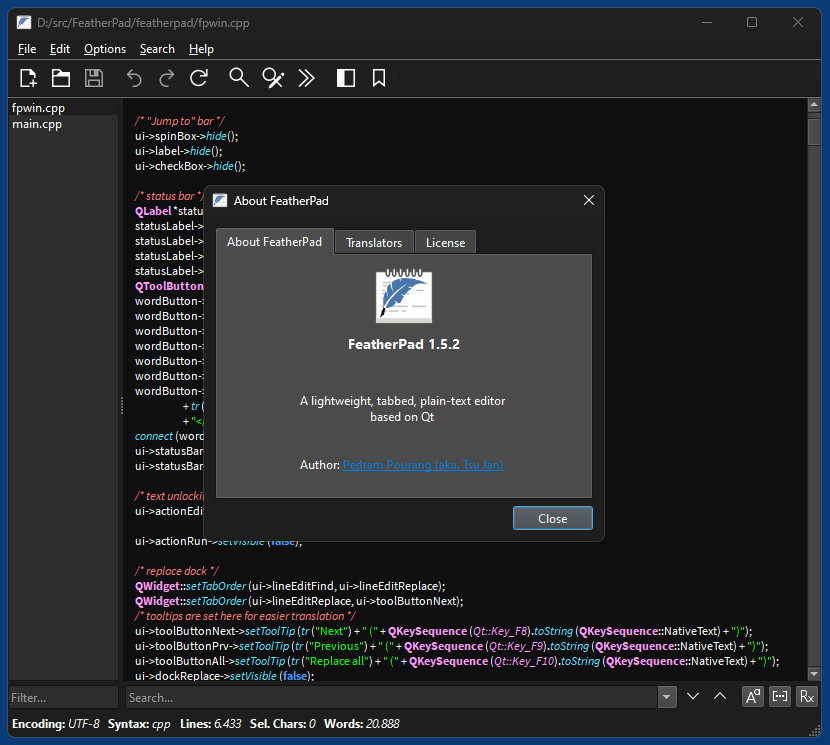 D:/src/FeatherPad/featherpad/fpwin.cpp
File Edit Options Search Help
fpwin.cpp
main.cpp
/* "Jump to" bar */
ui->spinBox->hide();
ui->label->hide();
ui->checkBox->hide();
/* status bar */
QLabel *statu
statusLabel->
statusLabel->
statusLabel->
statusLabel->
QToolButton
wordButton->
wordButton->
wordButton->
wordButton->
wordButton->
wordButton->
wordButton->
+ tr (
+ "</
connect (word
ui->statusBar
ui->statusBar
/* text unlockin
ui->actionEdi
ui->actionRun->setVisible (false);
/* replace dock */
QWidget::setTabOrder (ui->lineEditFind, ui->lineEditReplace);
QWidget::setTabOrder (ui->lineEditReplace, ui->toolButtonNext);
/* tooltips are set here for easier translation */
ui->toolButtonNext->setToolTip (tr ("Next") + " (" + QKeySequence (Qt::Key_F8).toString (QKeySequence::NativeText) + ")");
ui->toolButtonPrv->setToolTip (tr ("Previous") + " (" + QKeySequence (Qt::Key_F9).toString (QKeySequence::NativeText) + ")");
ui->toolButtonAll->setToolTip (tr ("Replace all") + " (" + QKeySequence (Qt::Key_F10).toString (QKeySequence::NativeText) + ")");
ui->dockReplace->setVisible (false);
About FeatherPad
About FeatherPad Translators License
FeatherPad 1.5.2
A lightweight, tabbed, plain-text editor
based on Qt
Author: Pedram Pourang (aka. Tsu Jan)
Close
Filter... Search... Aa Rx
Encoding: UTF-8 Syntax: cpp Lines: 6.433 Sel. Chars: 0 Words: 20.888